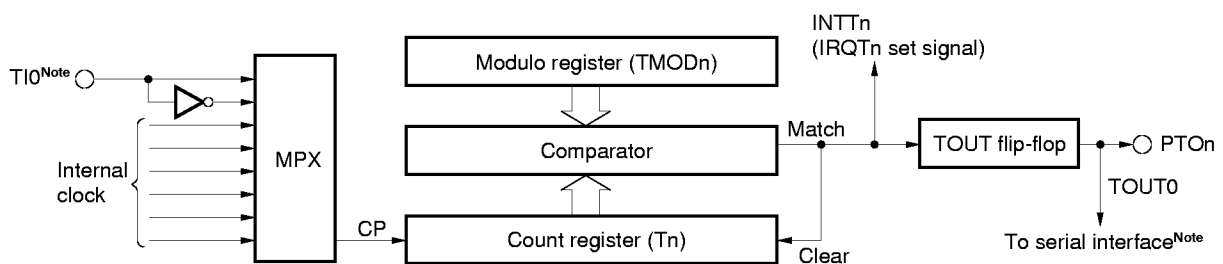 INTTn
(IRQTn set signal)
TI0Note
Modulo register (TMODn)
Match
MPX
Comparator
TOUT flip-flop
PTOn
Internal
clock
TOUT0
CP
Count register (Tn)
Clear
To serial interfaceNote